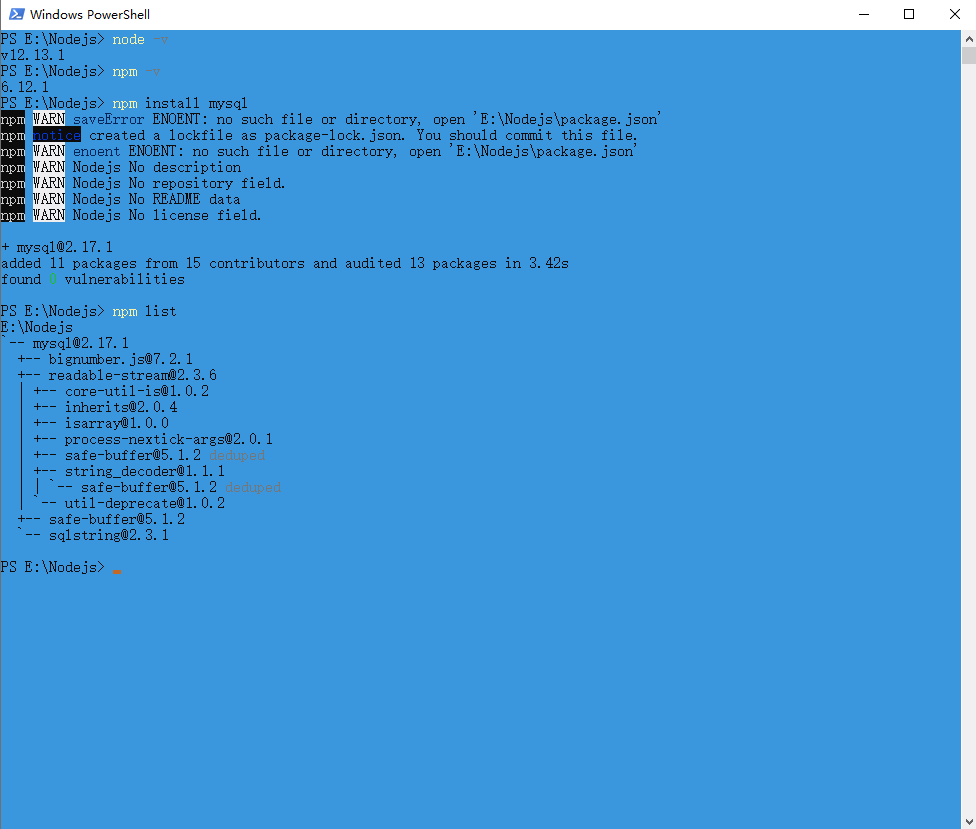 Windows PowerShell
PS E:\Nodejs> node -v
v12.13.1
PS E:\Nodejs> npm -v
6.12.1
PS E:\Nodejs> npm install mysql
npm WARN saveError ENOENT: no such file or directory, open 'E:\Nodejs\package.json'
npm notice created a lockfile as package-lock.json. You should commit this file.
npm WARN enoent ENOENT: no such file or directory, open 'E:\Nodejs\package.json'
npm WARN Nodejs No description
npm WARN Nodejs No repository field.
npm WARN Nodejs No README data
npm WARN Nodejs No license field.
+ mysql@2.17.1
added 11 packages from 15 contributors and audited 13 packages in 3.42s
found 0 vulnerabilities
PS E:\Nodejs> npm list
E:\Nodejs
`-- mysql@2.17.1
  +-- bignumber.js@7.2.1
  +-- readable-stream@2.3.6
  | +-- core-util-is@1.0.2
  | +-- inherits@2.0.4
  | +-- isarray@1.0.0
  | +-- process-nextick-args@2.0.1
  | +-- safe-buffer@5.1.2 deduped
  | +-- string_decoder@1.1.1
  | | `-- safe-buffer@5.1.2 deduped
  | `-- util-deprecate@1.0.2
  +-- safe-buffer@5.1.2
  `-- sqlstring@2.3.1
PS E:\Nodejs>